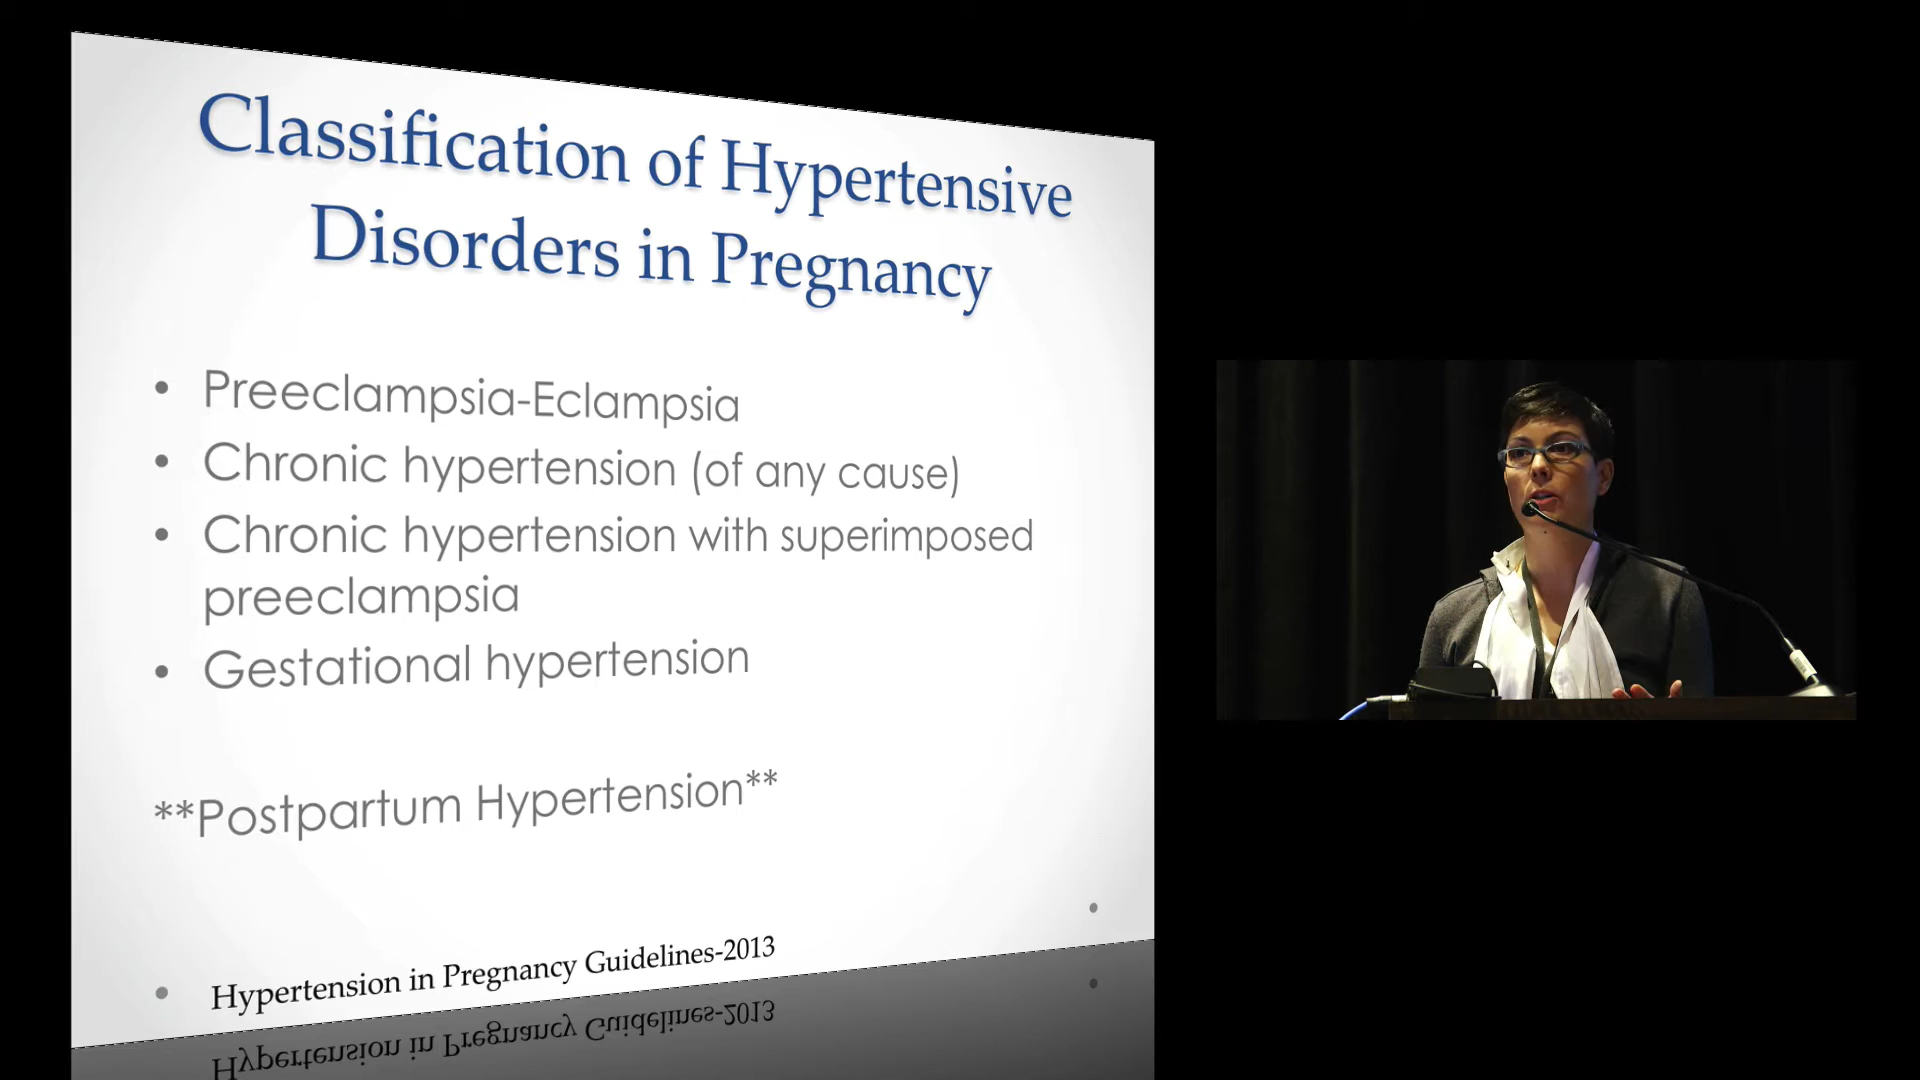 Classification of Hypertensive
Disorders in Pregnancy
• Preeclampsia-Eclampsia
• Chronic hypertension (of any cause)
• Chronic hypertension with superimposed
preeclampsia
• Gestational hypertension
**Postpartum Hypertension**
• Hypertension in Pregnancy Guidelines-2013